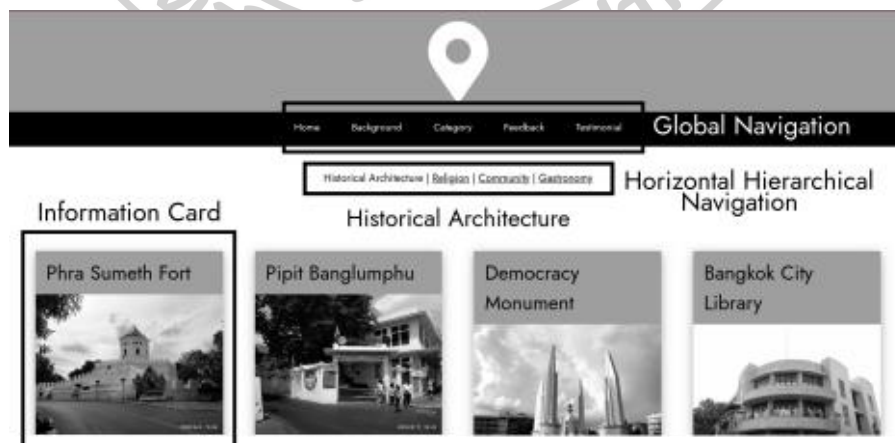 Home Background Category Feedback Testimonial Global Navigation
Historical Architecture | Religion | Community | Gastronomy
Horizontal Hierarchical
Navigation
Information Card
Historical Architecture
Phra Sumeth Fort
Pipit Banglumphu
Democracy
Monument
Bangkok City
Library